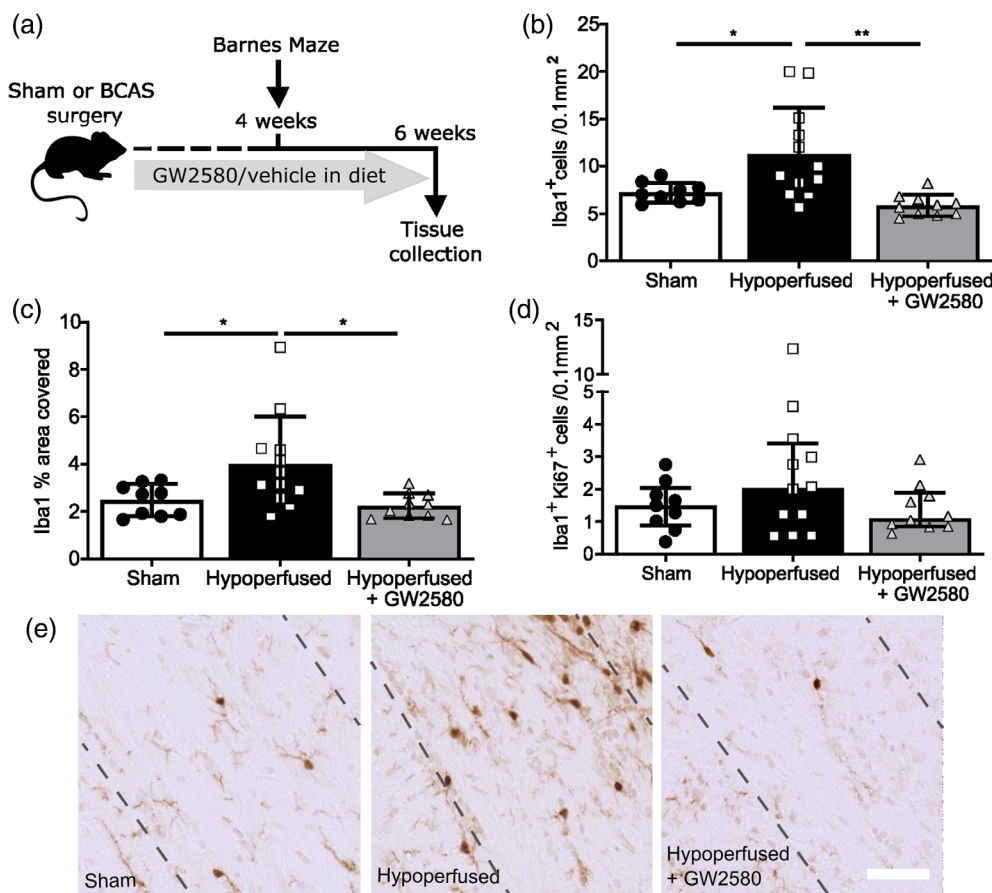 (a)
Barnes Maze
Sham or BCAS
surgery
4 weeks
6 weeks
GW2580/vehicle in diet
Tissue
collection
(b)
Iba1⁺cells /0.1mm²
25
20
15
10
5
0
*
**
Sham
Hypoperfused
Hypoperfused
+ GW2580
(c)
Iba1 % area covered
10
8
6
4
2
0
*
*
Sham
Hypoperfused
Hypoperfused
+ GW2580
(d)
Iba1⁺ Ki67⁺ cells /0.1mm²
15
10
5
4
3
2
1
0
Sham
Hypoperfused
Hypoperfused
+ GW2580
(e)
Sham
Hypoperfused
Hypoperfused
+ GW2580